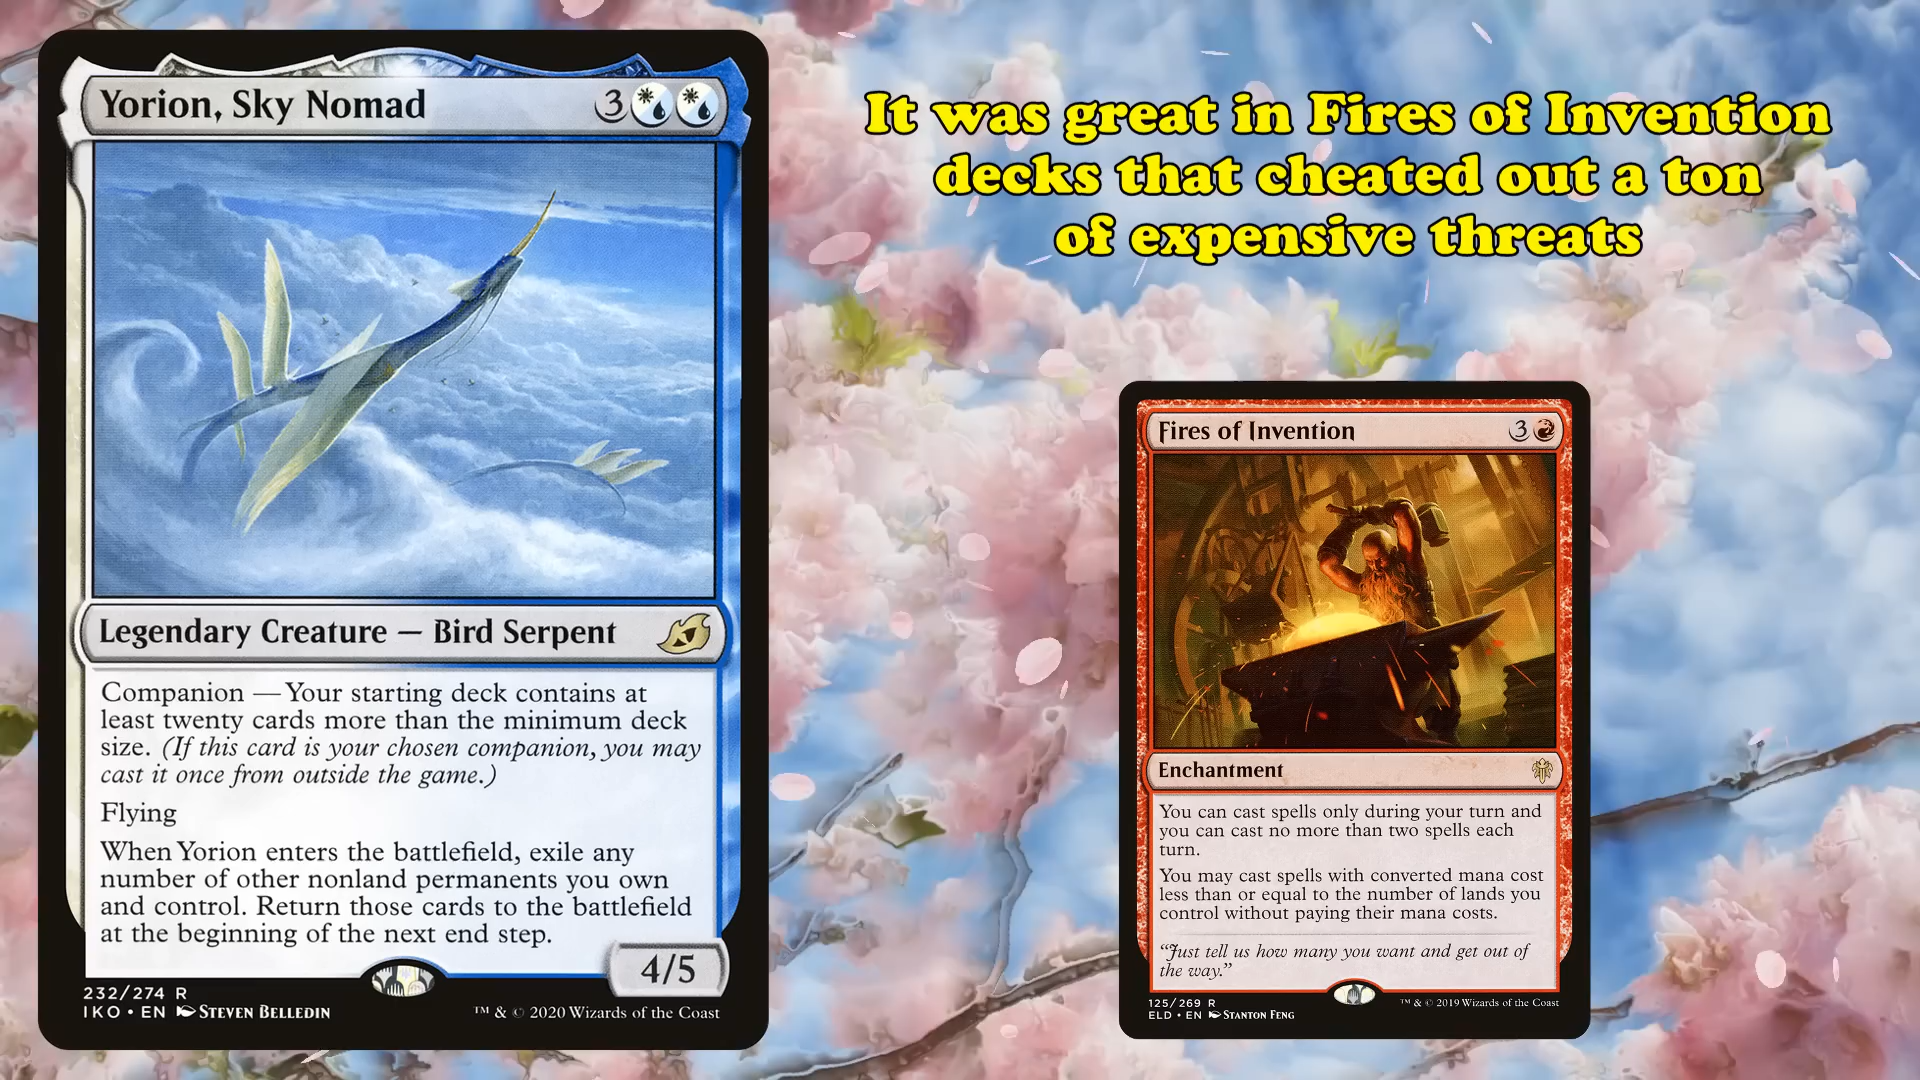 Yorion, Sky Nomad
3
Legendary Creature — Bird Serpent
Companion — Your starting deck contains at
least twenty cards more than the minimum deck
size. (If this card is your chosen companion, you may
cast it once from outside the game.)
Flying
When Yorion enters the battlefield, exile any
number of other nonland permanents you own
and control. Return those cards to the battlefield
at the beginning of the next end step.
4/5
232/274 R
IKO • EN Steven Belledin
™ & © 2020 Wizards of the Coast
It was great in Fires of Invention
decks that cheated out a ton
of expensive threats
Fires of Invention
3
Enchantment
You can cast spells only during your turn and
you can cast no more than two spells each
turn.
You may cast spells with converted mana cost
less than or equal to the number of lands you
control without paying their mana costs.
“Just tell us how many you want and get out of
the way.”
125/269 R
ELD • EN Stanton Feng
™ & © 2019 Wizards of the Coast